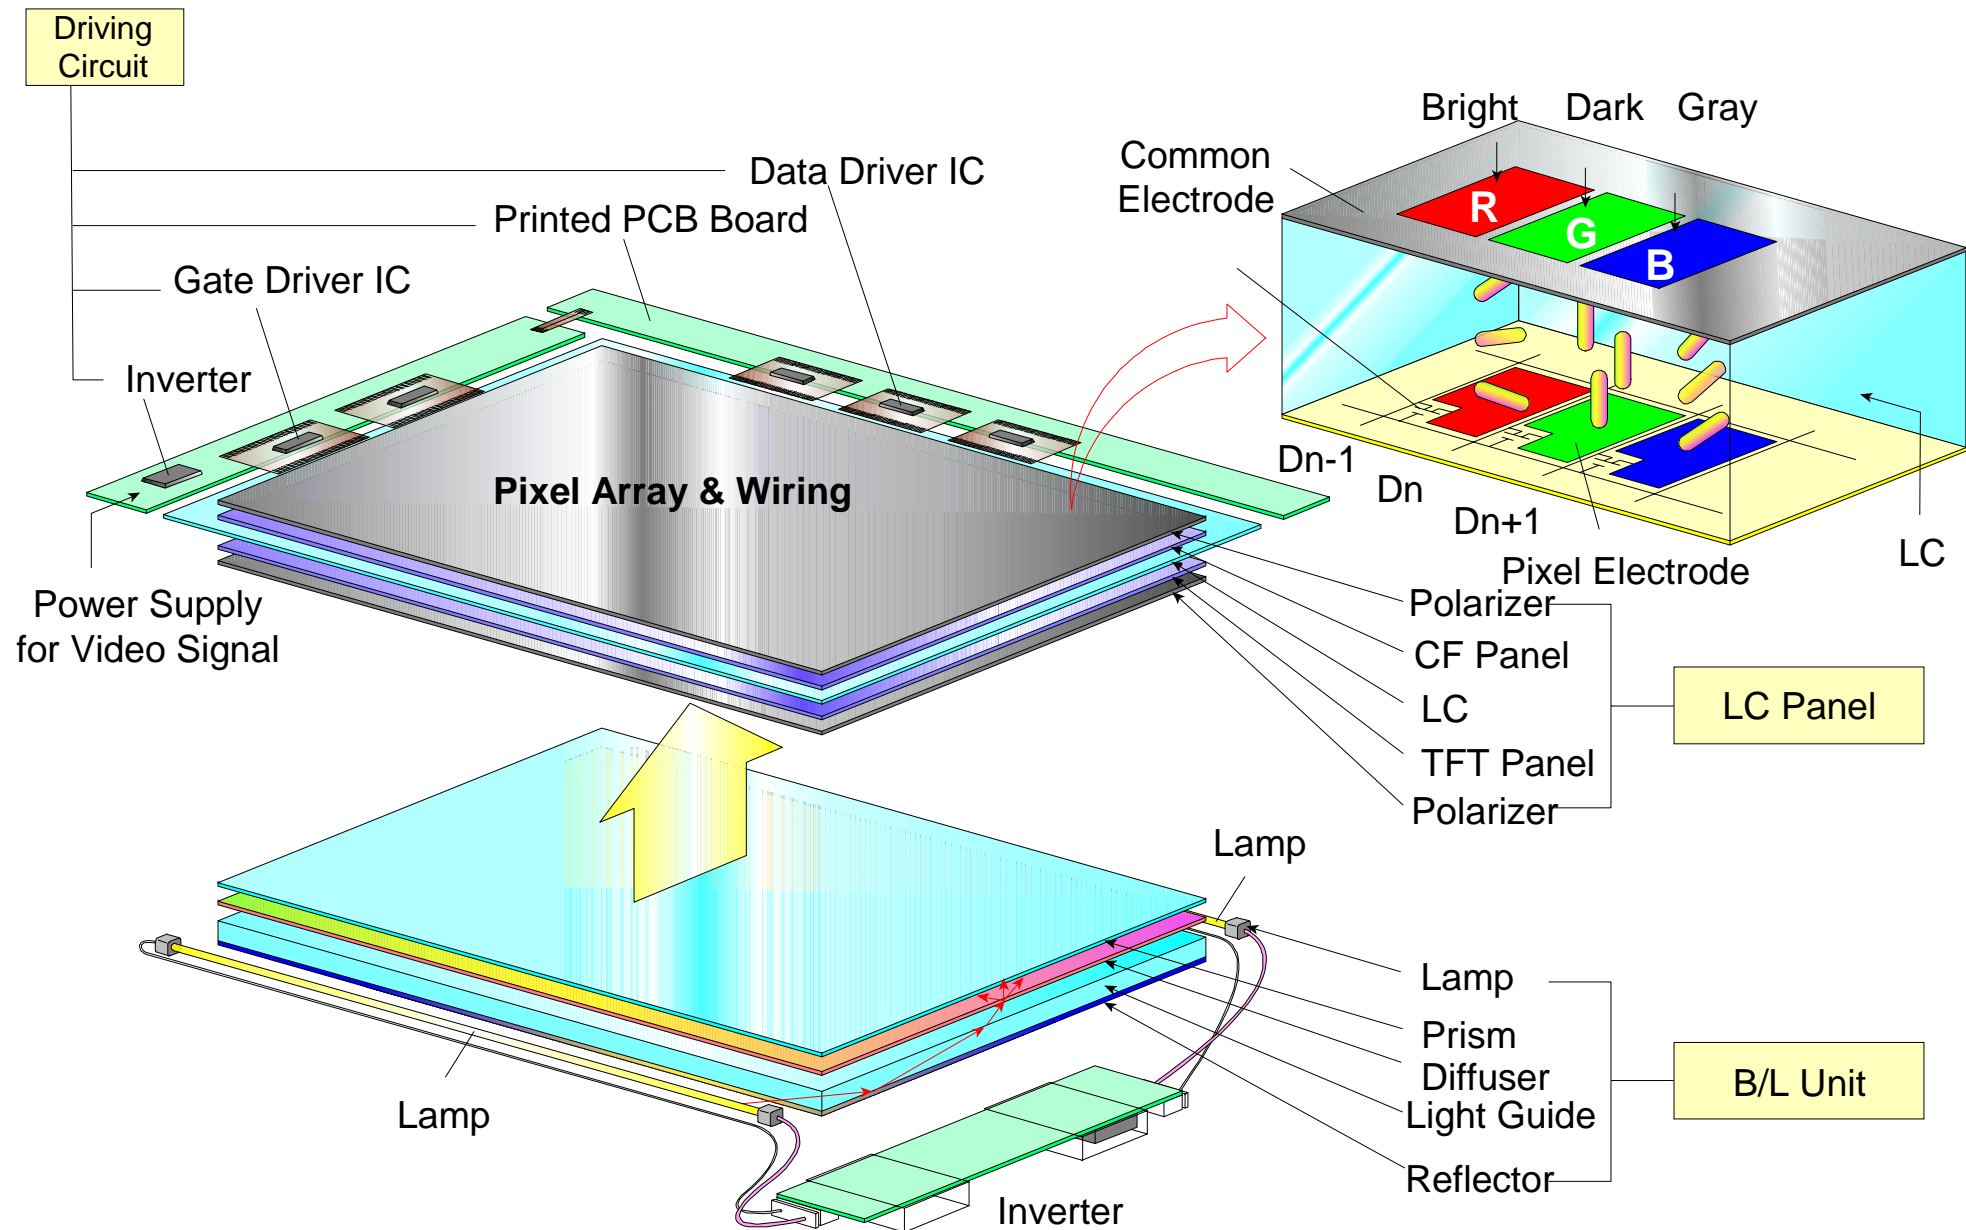 Driving
Circuit
Bright Dark Gray
Data Driver IC
Common
Electrode
Printed PCB Board
R
G
B
Gate Driver IC
Inverter
Pixel Array & Wiring
Dn-1
Dn
Dn+1
LC
Pixel Electrode
Power Supply
for Video Signal
Polarizer
CF Panel
LC
TFT Panel
Polarizer
LC Panel
Lamp
Lamp
Prism
Diffuser
Light Guide
Reflector
B/L Unit
Lamp
Inverter